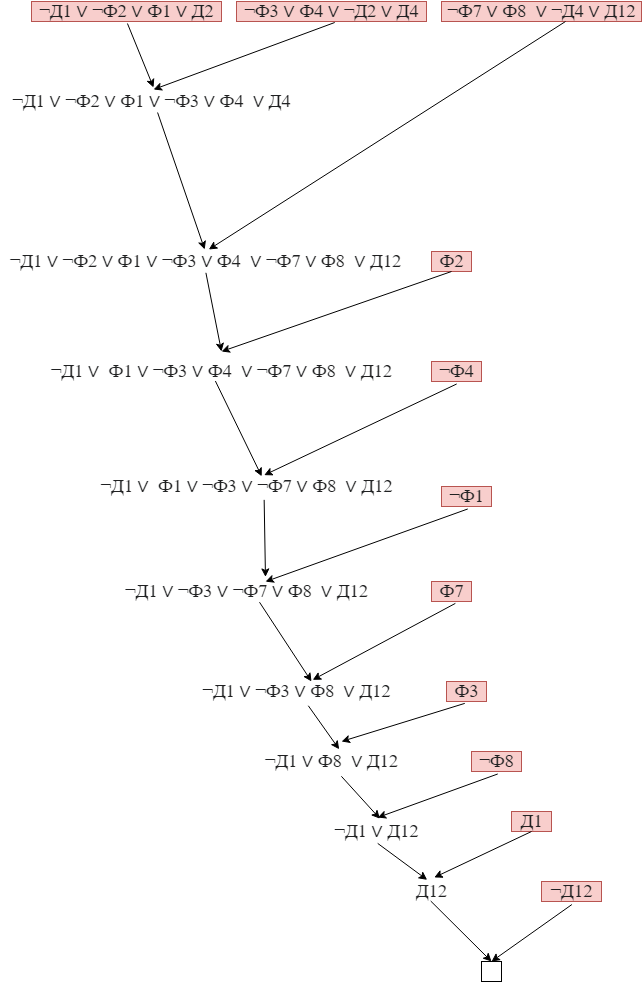 ¬Д1 ∨ ¬Ф2 ∨ Ф1 ∨ Д2
¬Ф3 ∨ Ф4 ∨ ¬Д2 ∨ Д4
¬Ф7 ∨ Ф8 ∨ ¬Д4 ∨ Д12
¬Д1 ∨ ¬Ф2 ∨ Ф1 ∨ ¬Ф3 ∨ Ф4 ∨ Д4
¬Д1 ∨ ¬Ф2 ∨ Ф1 ∨ ¬Ф3 ∨ Ф4 ∨ ¬Ф7 ∨ Ф8 ∨ Д12
Ф2
¬Д1 ∨ Ф1 ∨ ¬Ф3 ∨ Ф4 ∨ ¬Ф7 ∨ Ф8 ∨ Д12
¬Ф4
¬Д1 ∨ Ф1 ∨ ¬Ф3 ∨ ¬Ф7 ∨ Ф8 ∨ Д12
¬Ф1
¬Д1 ∨ ¬Ф3 ∨ ¬Ф7 ∨ Ф8 ∨ Д12
Ф7
¬Д1 ∨ ¬Ф3 ∨ Ф8 ∨ Д12
Ф3
¬Д1 ∨ Ф8 ∨ Д12
¬Ф8
¬Д1 ∨ Д12
Д1
Д12
¬Д12